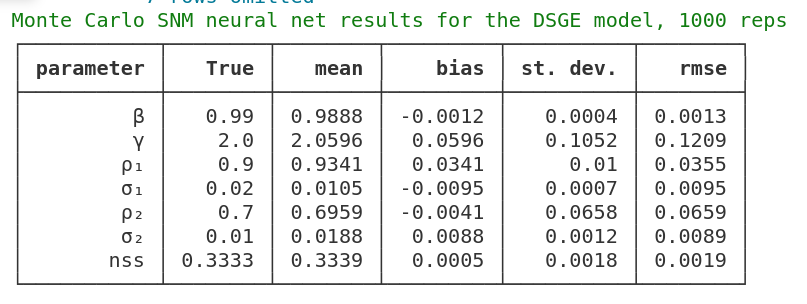 7 rows omitted
Monte Carlo SNM neural net results for the DSGE model, 1000 reps
parameter True mean bias st. dev. rmse
β 0.99 0.9888 -0.0012 0.0004 0.0013
γ 2.0 2.0596 0.0596 0.1052 0.1209
ρ₁ 0.9 0.9341 0.0341 0.01 0.0355
σ₁ 0.02 0.0105 -0.0095 0.0007 0.0095
ρ₂ 0.7 0.6959 -0.0041 0.0658 0.0659
σ₂ 0.01 0.0188 0.0088 0.0012 0.0089
nss 0.3333 0.3339 0.0005 0.0018 0.0019